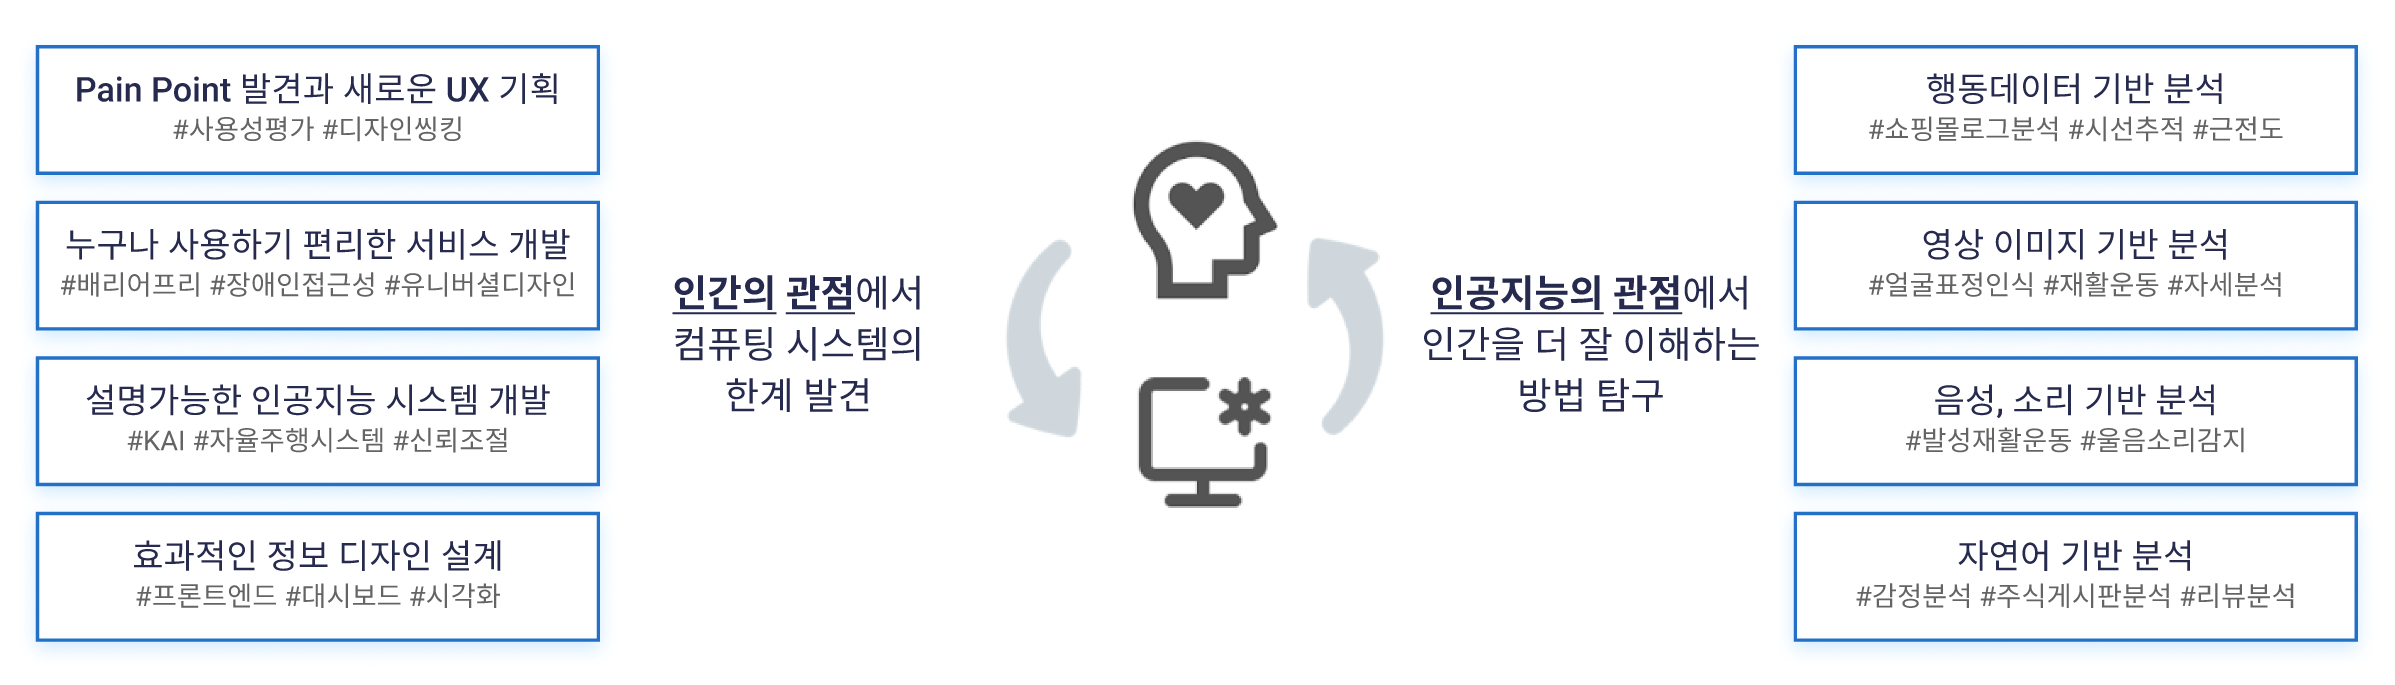 Pain Point 발견과 새로운 UX 기획
#사용성평가 #디자인씽킹
누구나 사용하기 편리한 서비스 개발
#배리어프리 #장애인접근성 #유니버셜디자인
설명가능한 인공지능 시스템 개발
#KAI #자율주행시스템 #신뢰조절
효과적인 정보 디자인 설계
#프론트엔드 #대시보드 #시각화
인간의 관점에서
컴퓨팅 시스템의
한계 발견
인공지능의 관점에서
인간을 더 잘 이해하는
방법 탐구
행동데이터 기반 분석
#쇼핑몰로그분석 #시선추적 #근전도
영상 이미지 기반 분석
#얼굴표정인식 #재활운동 #자세분석
음성, 소리 기반 분석
#발성재활운동 #울음소리감지
자연어 기반 분석
#감정분석 #주식게시판분석 #리뷰분석